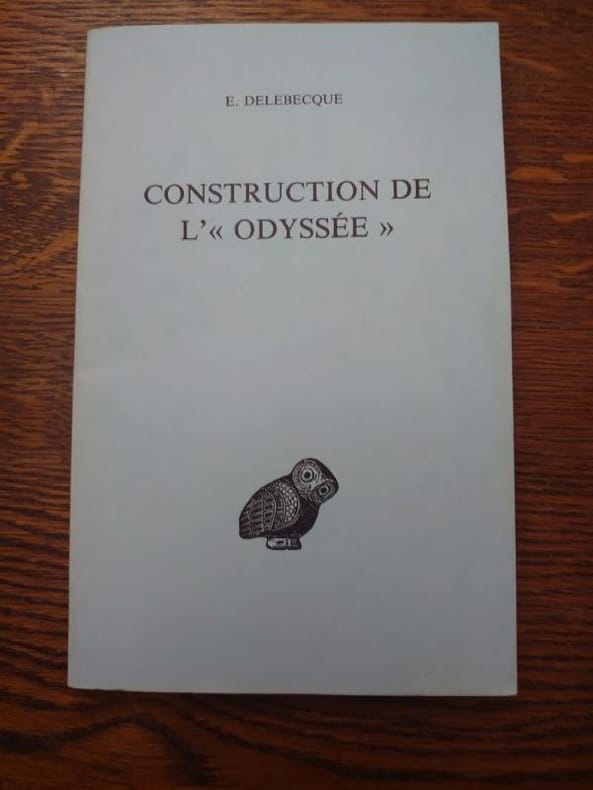 E. DELEBECQUE
CONSTRUCTION DE
L'« ODYSSÉE »